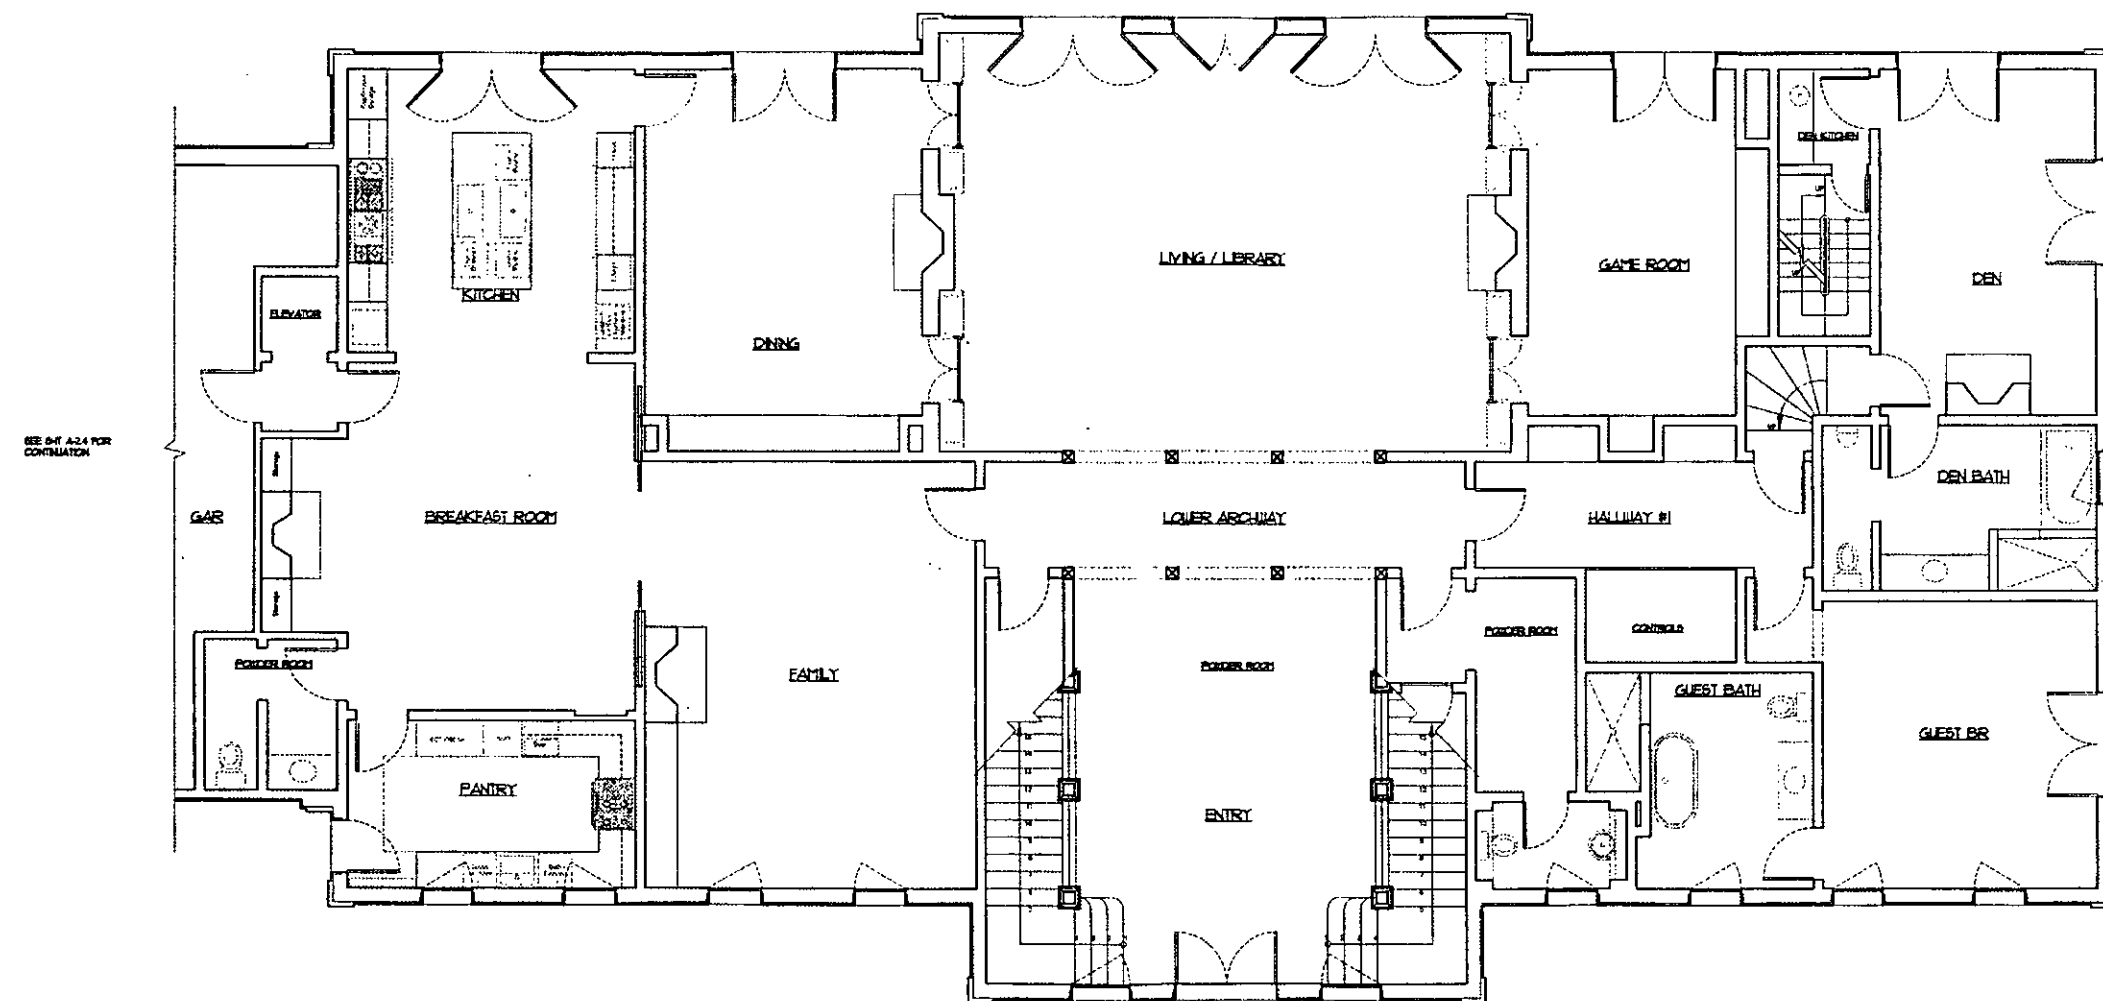 DEN KITCHEN
LIVING / LIBRARY
GAME ROOM
DEN
KITCHEN
ELEVATOR
DINING
SEE SHT A-2.4 FOR
CONTINUATION
Storage
DEN BATH
GAR
BREAKFAST ROOM
LOWER ARCHWAY
HALLWAY #1
Storage
POWDER ROOM
CONTROLS
POWDER ROOM
POWDER ROOM
FAMILY
GUEST BATH
GUEST BR
PANTRY
ENTRY